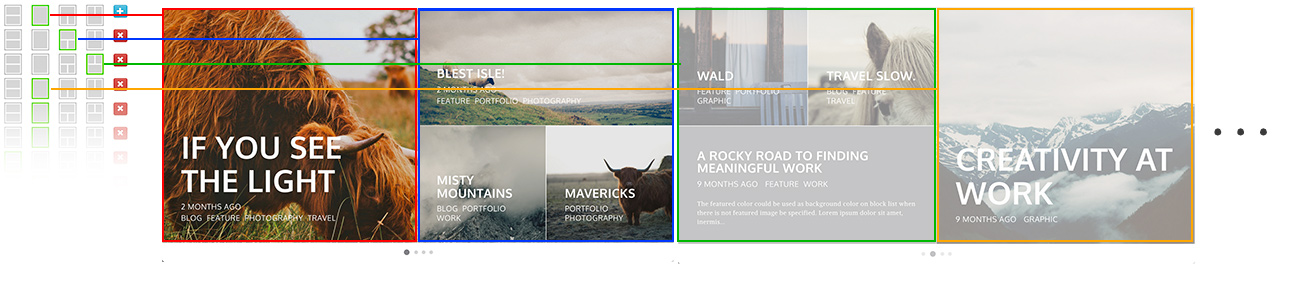 IF YOU SEE
THE LIGHT
2 MONTHS AGO
BLOG FEATURE PHOTOGRAPHY TRAVEL
BLEST ISLE!
2 MONTHS AGO
FEATURE PORTFOLIO PHOTOGRAPHY
MISTY
MOUNTAINS
BLOG PORTFOLIO
WORK
MAVERICKS
PORTFOLIO
PHOTOGRAPHY
WALD
FEATURE PORTFOLIO
GRAPHIC
TRAVEL SLOW.
BLOG FEATURE
TRAVEL
A ROCKY ROAD TO FINDING
MEANINGFUL WORK
9 MONTHS AGO FEATURE WORK
The featured color could be used as background color on block list when
there is not featured image be specified. Lorem ipsum dolor sit amet,
CREATIVITY AT
WORK
9 MONTHS AGO GRAPHIC